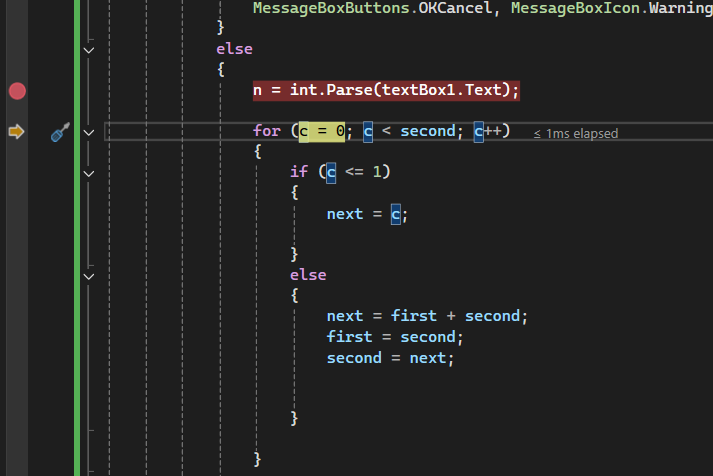 MessageBoxButtons.OKCancel, MessageBoxIcon.Warning
}
else
{
n = int.Parse(textBox1.Text);
for (c = 0; c < second; c++) ≤ 1ms elapsed
{
if (c <= 1)
{
next = c;
}
else
{
next = first + second;
first = second;
second = next;
}
}